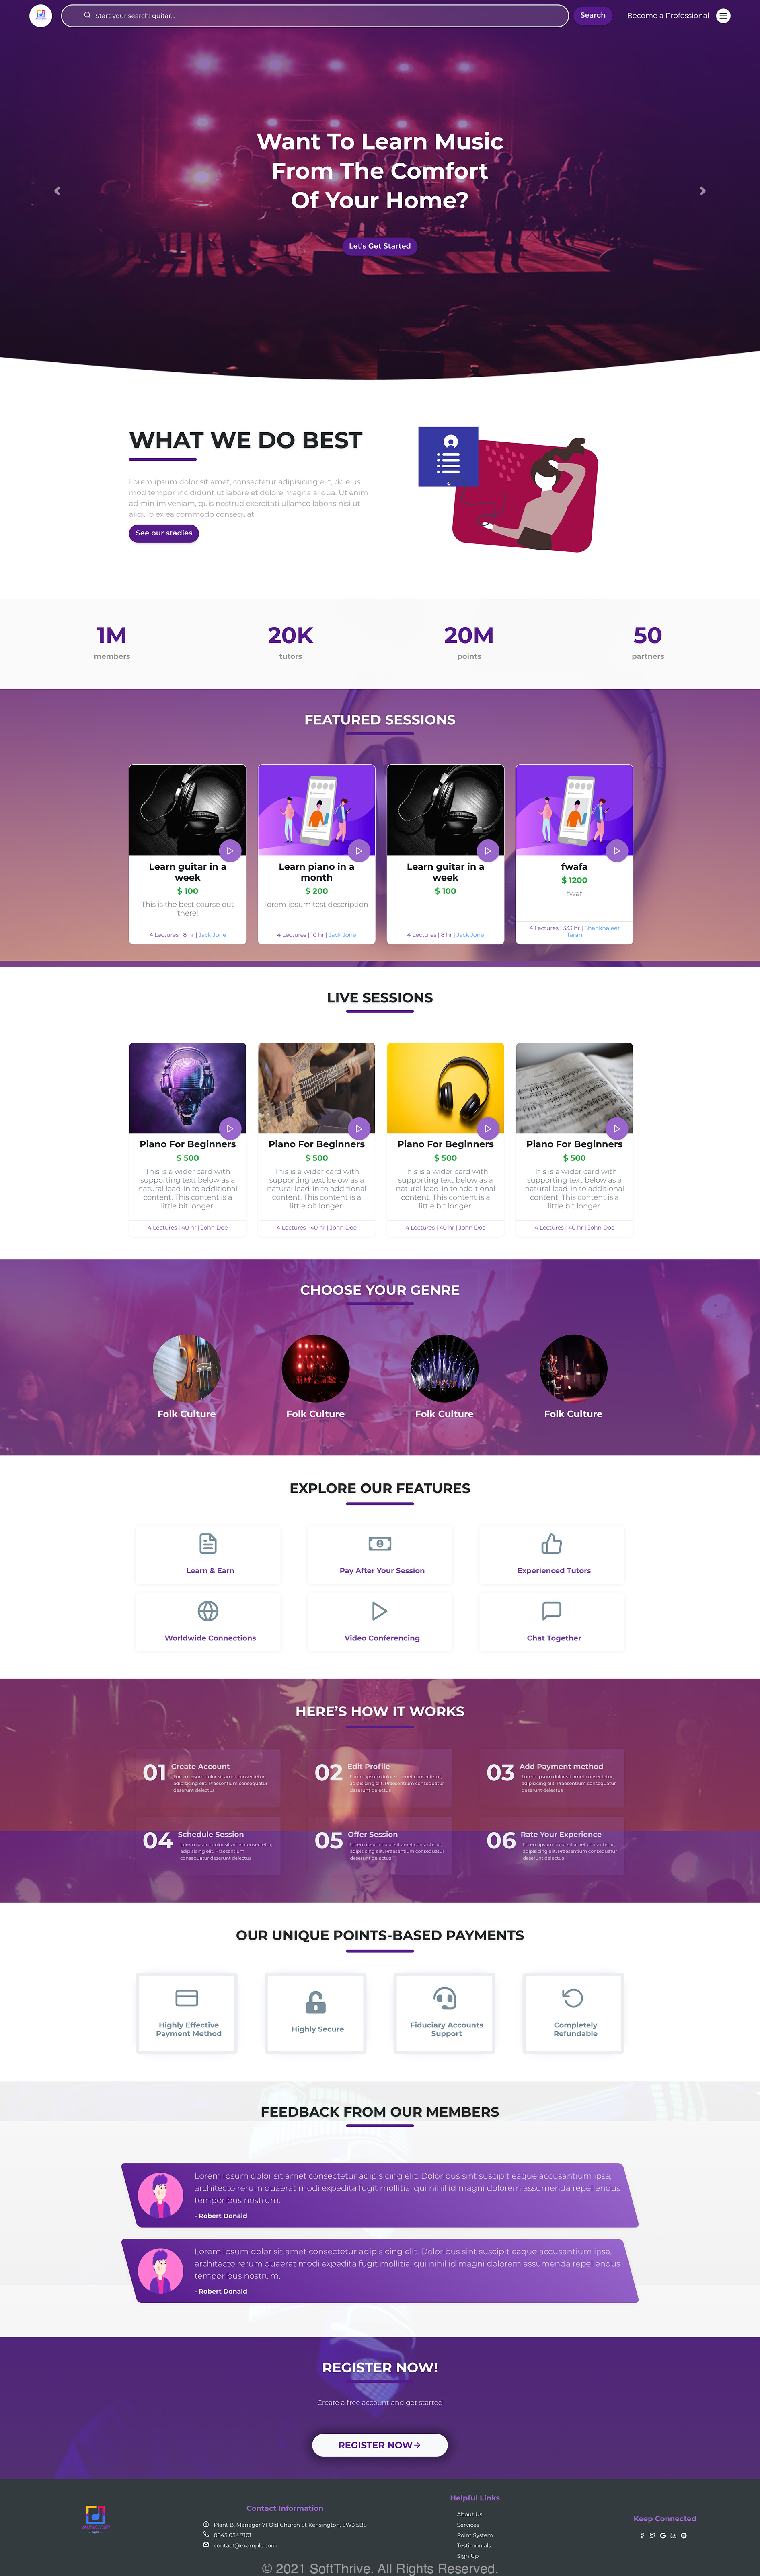 Start your search: guitar...
Search
Become a Professional
Want To Learn Music
From The Comfort
Of Your Home?
Let's Get Started
WHAT WE DO BEST
Lorem ipsum dolor sit amet, consectetur adipisicing elit, do eius
mod tempor incididunt ut labore et dolore magna aliqua. Ut enim
ad min im veniam, quis nostrud exercitati ullamco laboris nisi ut
aliquip ex ea commodo consequat.
See our stadies
1M
members
20K
tutors
20M
points
50
partners
FEATURED SESSIONS
Learn guitar in a
week
$ 100
This is the best course out
there!
4 Lectures | 8 hr | Jack Jone
Learn piano in a
month
$ 200
lorem ipsum test description
4 Lectures | 10 hr | Jack Jone
Learn guitar in a
week
$ 100
4 Lectures | 8 hr | Jack Jone
fwafa
$ 1200
fwaf
4 Lectures | 333 hr | Shankhajeet
Taran
LIVE SESSIONS
Piano For Beginners
$ 500
This is a wider card with
supporting text below as a
natural lead-in to additional
content. This content is a
little bit longer.
4 Lectures | 40 hr | John Doe
Piano For Beginners
$ 500
This is a wider card with
supporting text below as a
natural lead-in to additional
content. This content is a
little bit longer.
4 Lectures | 40 hr | John Doe
Piano For Beginners
$ 500
This is a wider card with
supporting text below as a
natural lead-in to additional
content. This content is a
little bit longer.
4 Lectures | 40 hr | John Doe
Piano For Beginners
$ 500
This is a wider card with
supporting text below as a
natural lead-in to additional
content. This content is a
little bit longer.
4 Lectures | 40 hr | John Doe
CHOOSE YOUR GENRE
Folk Culture
Folk Culture
Folk Culture
Folk Culture
EXPLORE OUR FEATURES
Learn & Earn
Pay After Your Session
Experienced Tutors
Worldwide Connections
Video Conferencing
Chat Together
HERE'S HOW IT WORKS
01 Create Account
Lorem ipsum dolor sit amet consectetur,
adipisicing elit. Praesentium consequatur
deserunt delectus
02 Edit Profile
Lorem ipsum dolor sit amet consectetur,
adipisicing elit. Praesentium consequatur
deserunt delectus
03 Add Payment method
Lorem ipsum dolor sit amet consectetur,
adipisicing elit. Praesentium consequatur
deserunt delectus
04 Schedule Session
Lorem ipsum dolor sit amet consectetur,
adipisicing elit. Praesentium
consequatur deserunt delectus
05 Offer Session
Lorem ipsum dolor sit amet consectetur,
adipisicing elit. Praesentium consequatur
deserunt delectus
06 Rate Your Experience
Lorem ipsum dolor sit amet consectetur,
adipisicing elit. Praesentium consequatur
deserunt delectus
OUR UNIQUE POINTS-BASED PAYMENTS
Highly Effective
Payment Method
Highly Secure
Fiduciary Accounts
Support
Completely
Refundable
FEEDBACK FROM OUR MEMBERS
Lorem ipsum dolor sit amet consectetur adipisicing elit. Doloribus sint suscipit eaque accusantium ipsa,
architecto rerum quaerat modi expedita fugit mollitia, qui nihil id magni dolorem assumenda repellendus
temporibus nostrum.
- Robert Donald
Lorem ipsum dolor sit amet consectetur adipisicing elit. Doloribus sint suscipit eaque accusantium ipsa,
architecto rerum quaerat modi expedita fugit mollitia, qui nihil id magni dolorem assumenda repellendus
temporibus nostrum.
- Robert Donald
REGISTER NOW!
Create a free account and get started
REGISTER NOW
Contact Information
Plant B. Manager 71 Old Church St Kensington, SW3 5BS
0845 054 7101
contact@example.com
Helpful Links
About Us
Services
Point System
Testimonials
Sign Up
Keep Connected
© 2021 SoftThrive. All Rights Reserved.